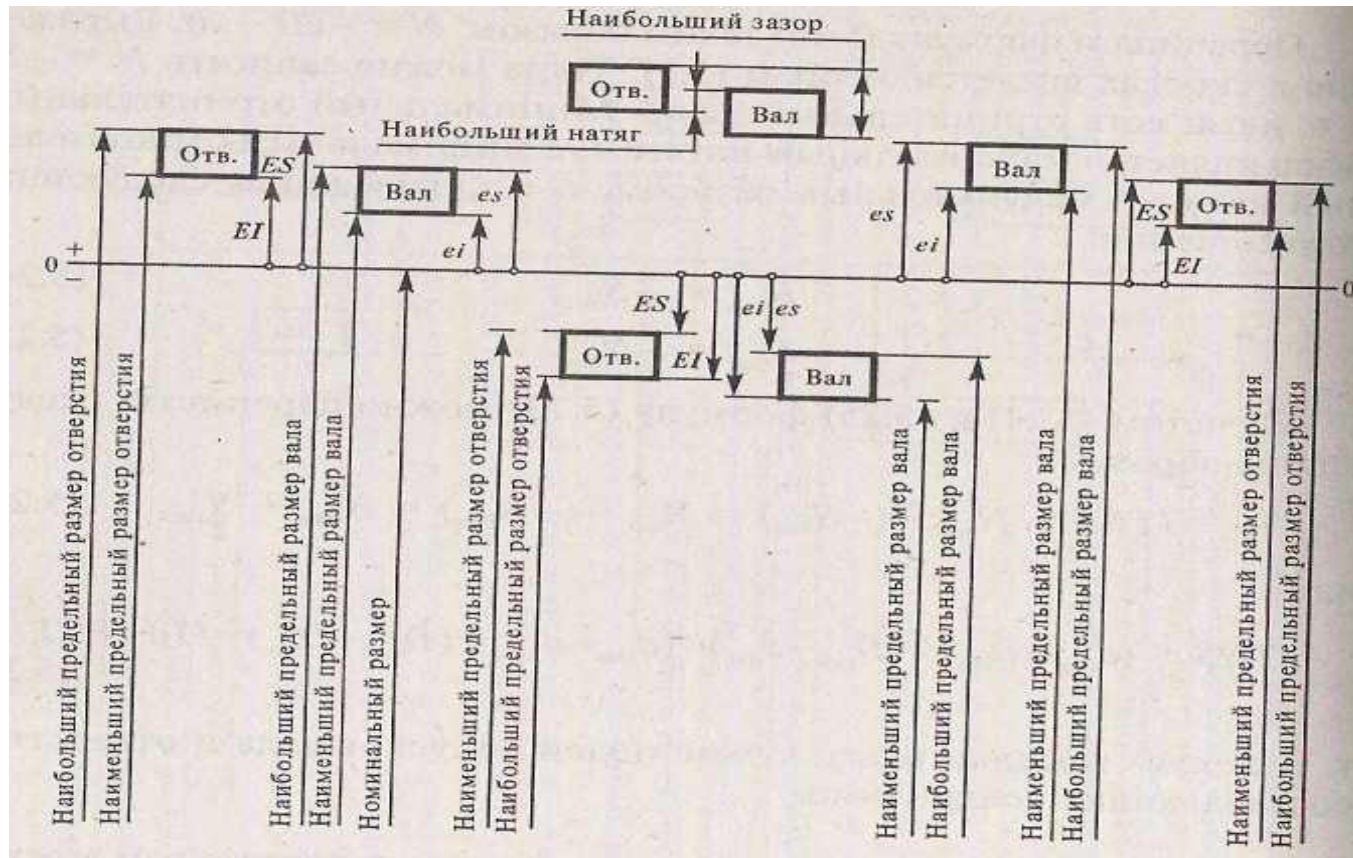 Наибольший зазор
Отв.
Вал
Наибольший натяг
Отв.
ES
EI
Вал
es
ei
Вал
es
ei
Отв.
ES
EI
0
+
−
0
ES
Отв.
EI
ei
es
Вал
Наибольший предельный размер отверстия
Наименьший предельный размер отверстия
Наибольший предельный размер вала
Наименьший предельный размер вала
Номинальный размер
Наименьший предельный размер отверстия
Наибольший предельный размер отверстия
Наименьший предельный размер вала
Наибольший предельный размер вала
Наименьший предельный размер вала
Наибольший предельный размер вала
Наименьший предельный размер отверстия
Наибольший предельный размер отверстия